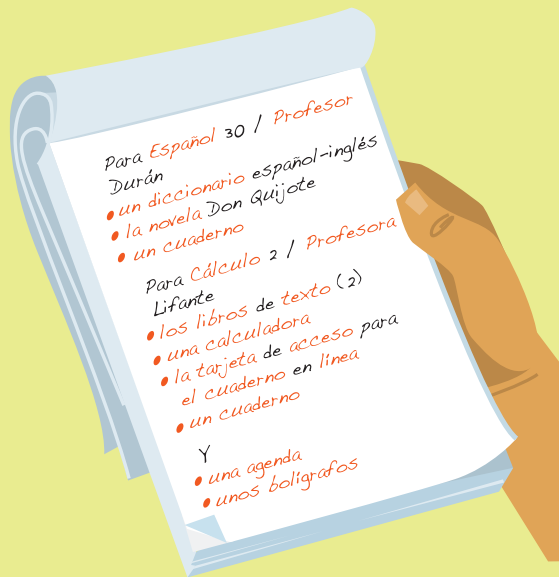 Para Español 30 / Profesor
Durán
• un diccionario español-inglés
• la novela Don Quijote
• un cuaderno
Para Cálculo 2 / Profesora
Lifante
• los libros de texto (2)
• una calculadora
• la tarjeta de acceso para
el cuaderno en línea
• un cuaderno
Y
• una agenda
• unos bolígrafos